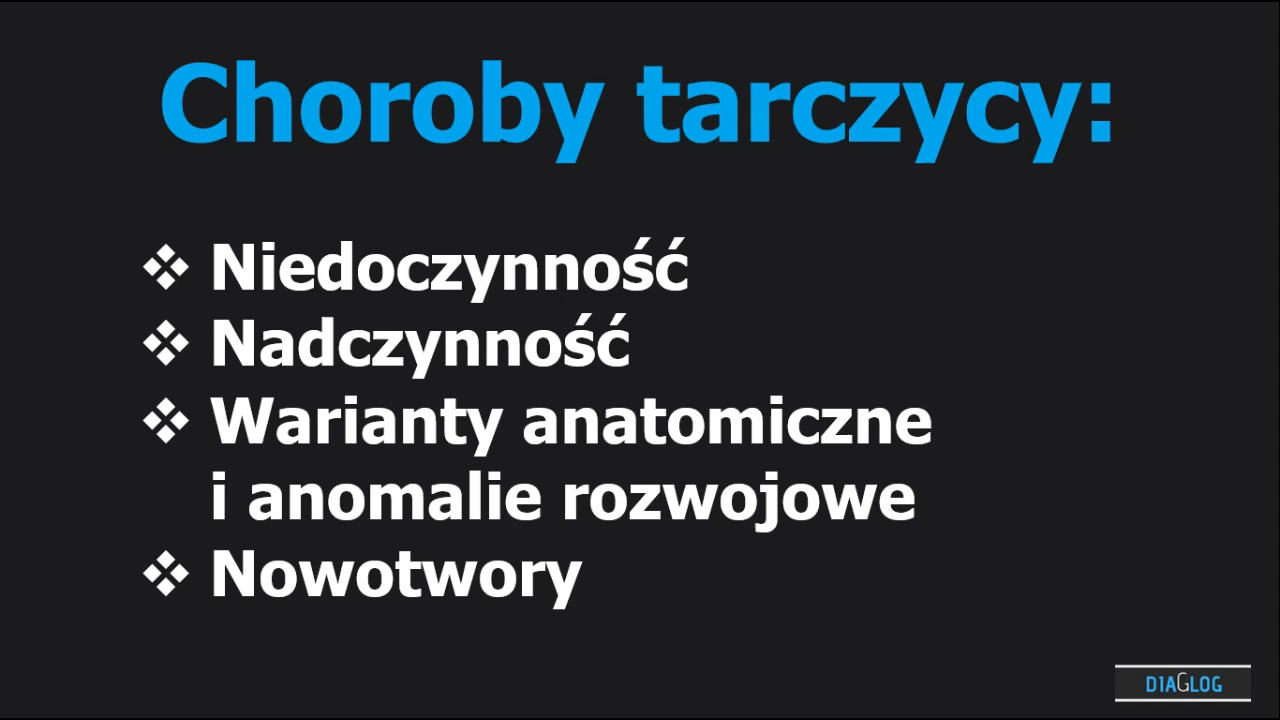 Choroby tarczycy:
❖ Niedoczynność
❖ Nadczynność
❖ Warianty anatomiczne
i anomalie rozwojowe
❖ Nowotwory
DIAGLOG